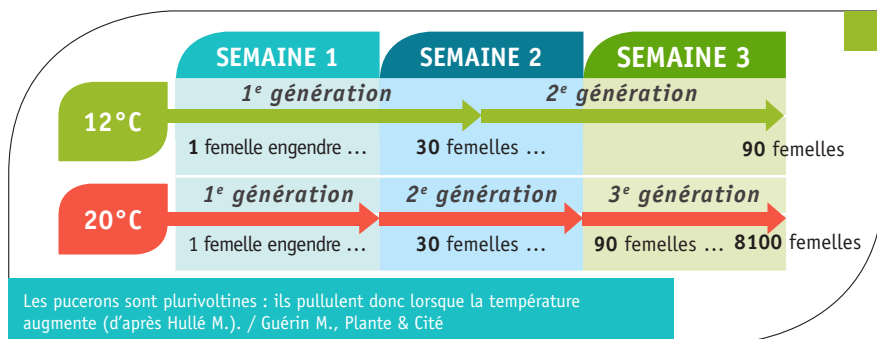 SEMAINE 1 SEMAINE 2 SEMAINE 3
1e génération 2e génération
12°C
1 femelle engendre ... 30 femelles ... 90 femelles
1e génération 2e génération 3e génération
20°C
1 femelle engendre ... 30 femelles ... 90 femelles ... 8100 femelles
Les pucerons sont plurivoltines : ils pullulent donc lorsque la température
augmente (d'après Hullé M.). / Guérin M., Plante & Cité